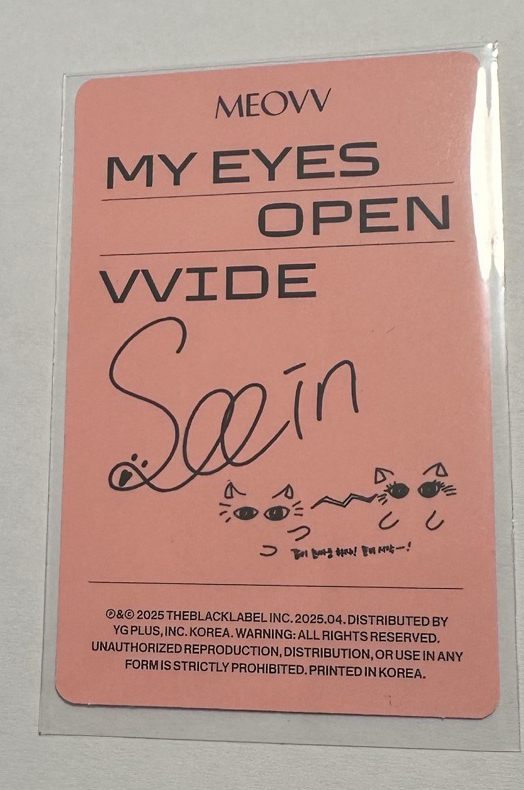 MEOVV
MY EYES
OPEN
VVIDE
Seein
℗&© 2025 THEBLACKLABEL INC. 2025.04. DISTRIBUTED BY
YG PLUS, INC. KOREA. WARNING: ALL RIGHTS RESERVED.
UNAUTHORIZED REPRODUCTION, DISTRIBUTION, OR USE IN ANY
FORM IS STRICTLY PROHIBITED. PRINTED IN KOREA.